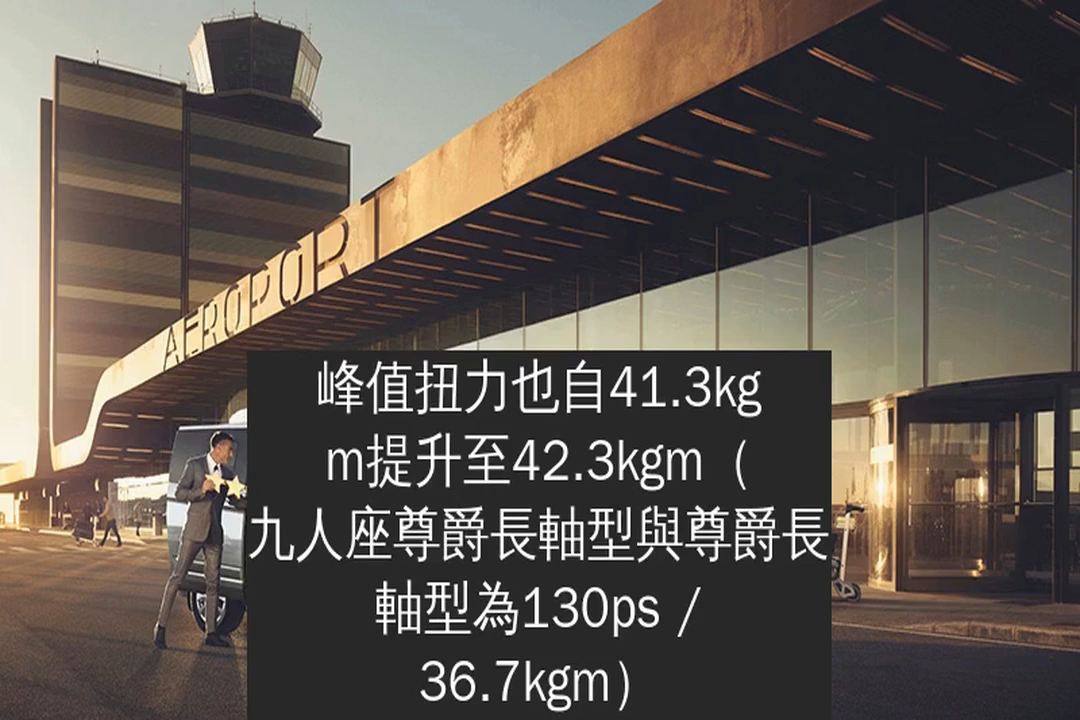 AEROPORT
峰值扭力也自41.3kg
m提升至42.3kgm（
九人座尊爵長軸型與尊爵長
軸型為130ps /
36.7kgm）